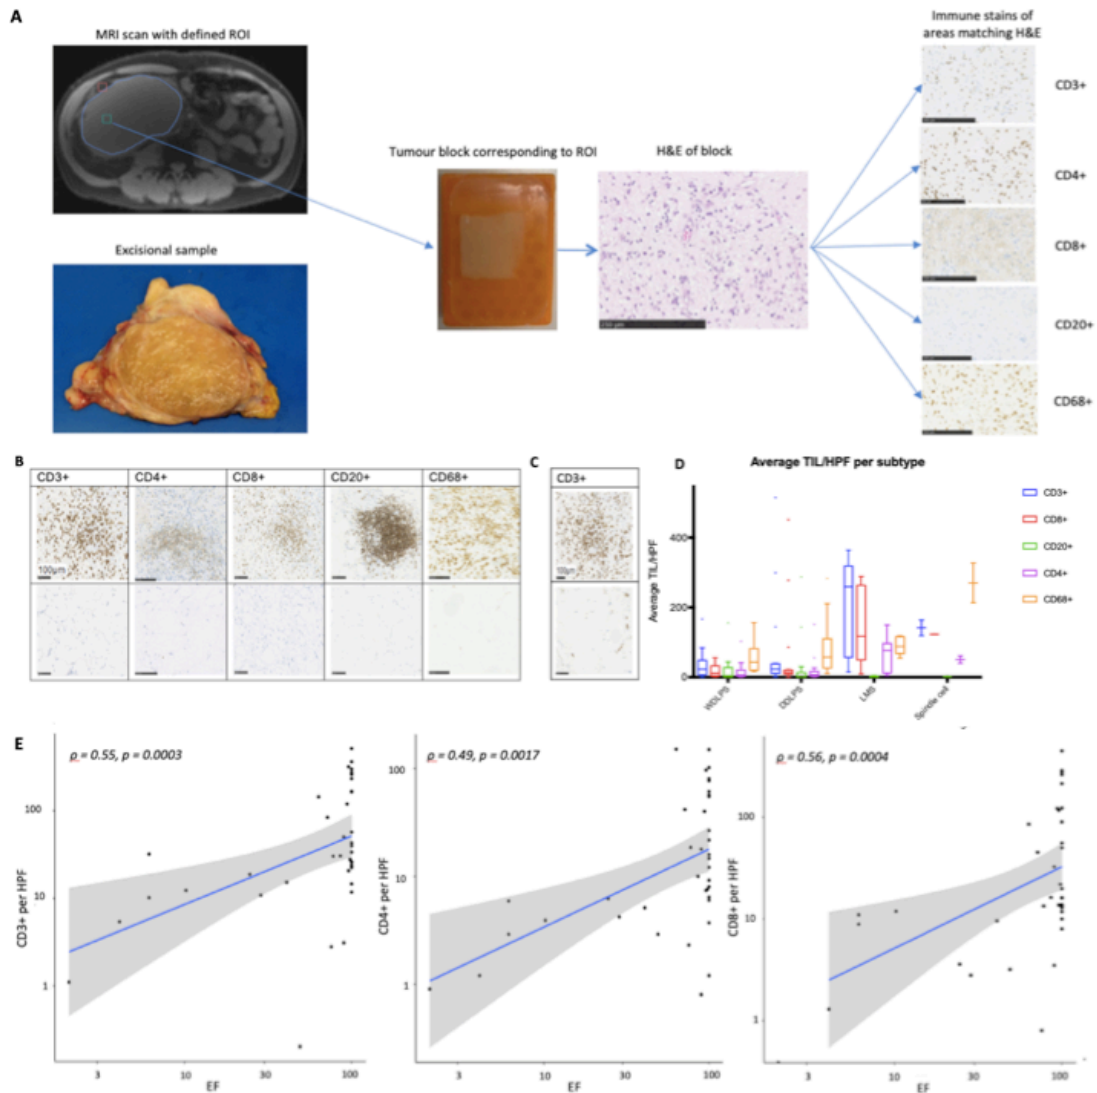 A
MRI scan with defined ROI
Excisional sample
Tumour block corresponding to ROI
H&E of block
Immune stains of
areas matching H&E
CD3+
CD4+
CD8+
CD20+
CD68+
B
CD3+ CD4+ CD8+ CD20+ CD68+
100μm
C
CD3+
D
Average TIL/HPF per subtype
Average TIL/HPF
400
200
0
WDLPS DDLPS LMS Spindle cell
CD3+
CD8+
CD20+
CD4+
CD68+
E
ρ = 0.55, p = 0.0003
CD3+ per HPF
100
10
1
3 10 30 100
EF
ρ = 0.49, p = 0.0017
CD4+ per HPF
100
10
1
3 10 30 100
EF
ρ = 0.56, p = 0.0004
CD8+ per HPF
100
10
1
3 10 30 100
EF